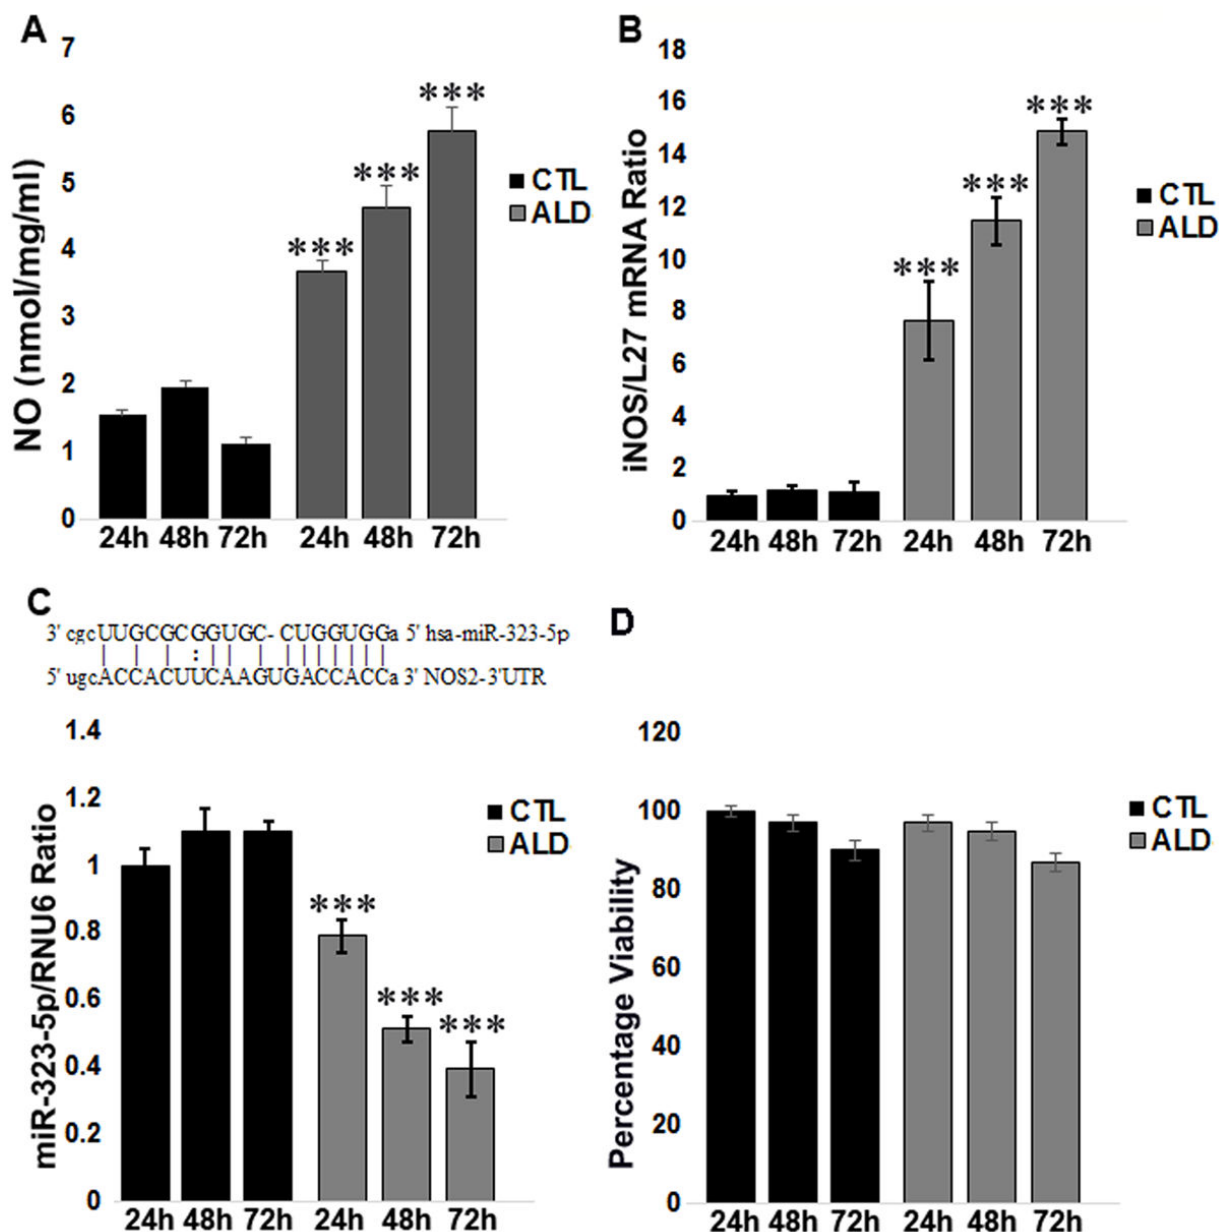 A
NO (nmol/mg/ml)
7
6
5
4
3
2
1
0
***
***
***
CTL
ALD
24h 48h 72h 24h 48h 72h
B
iNOS/L27 mRNA Ratio
18
16
14
12
10
8
6
4
2
0
***
***
***
CTL
ALD
24h 48h 72h 24h 48h 72h
C
3' cgcUUGCGCGGUGC-CUGGUGGa 5' hsa-miR-323-5p
| | | :|| | |||||||
5' ugcACCACUUCAAGUGACCACCa 3' NOS2-3'UTR
miR-323-5p/RNU6 Ratio
1.4
1.2
1
0.8
0.6
0.4
0.2
0
***
***
***
CTL
ALD
24h 48h 72h 24h 48h 72h
D
Percentage Viability
120
100
80
60
40
20
0
CTL
ALD
24h 48h 72h 24h 48h 72h